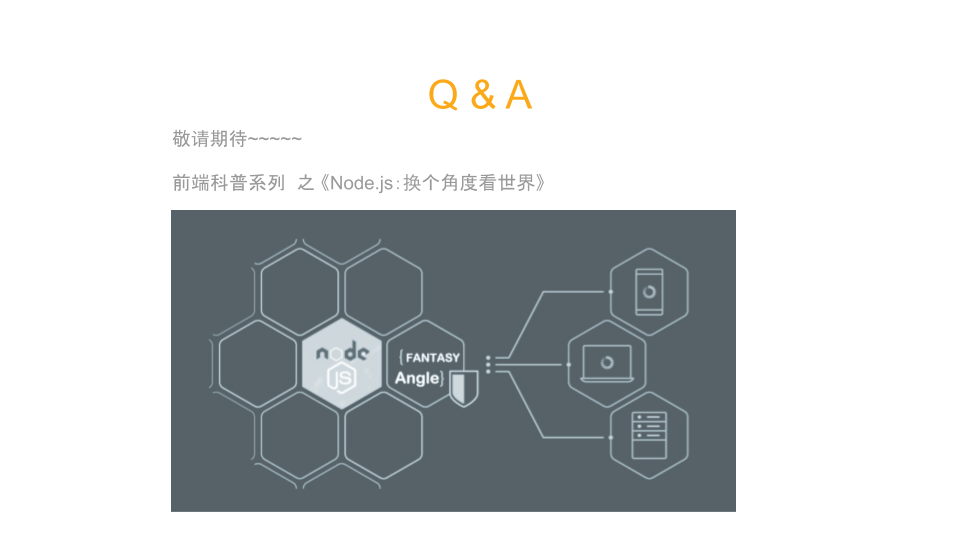 Q & A
敬请期待~~~~~
前端科普系列 之《Node.js：换个角度看世界》
node
JS
{ FANTASY
Angle}